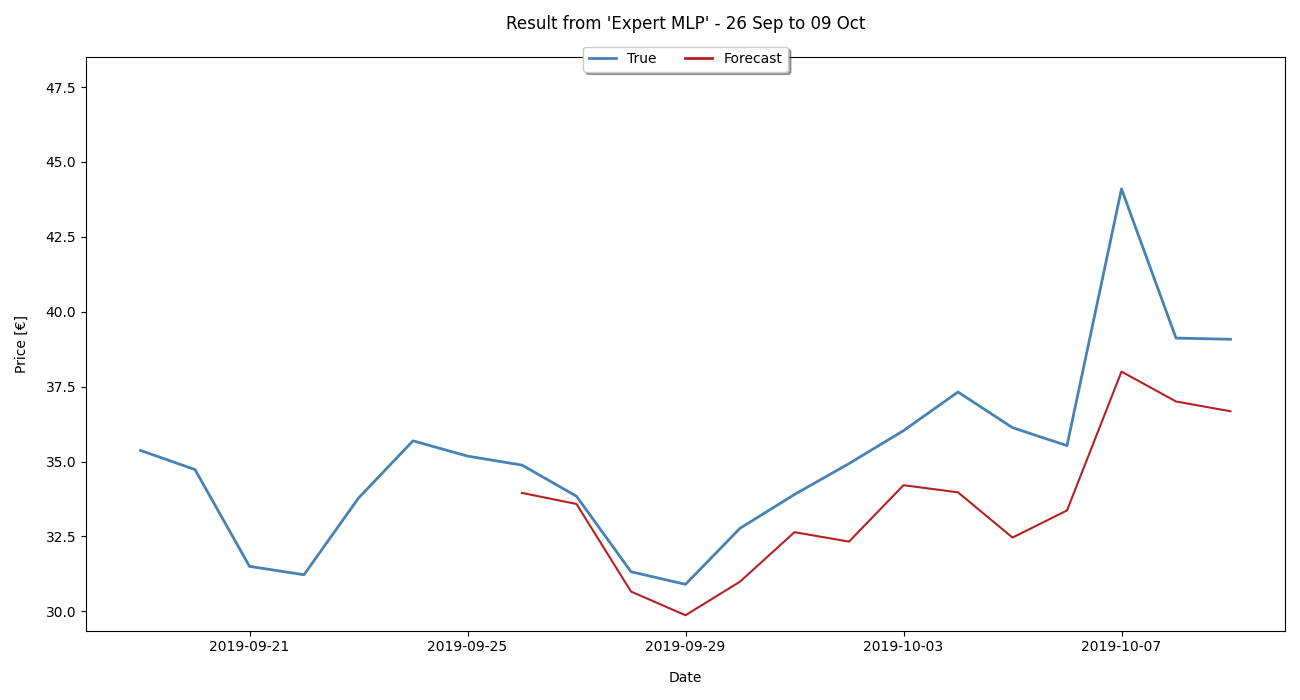 Result from 'Expert MLP' - 26 Sep to 09 Oct
True Forecast
47.5
45.0
42.5
40.0
37.5
35.0
32.5
30.0
Price [€]
2019-09-21 2019-09-25 2019-09-29 2019-10-03 2019-10-07
Date